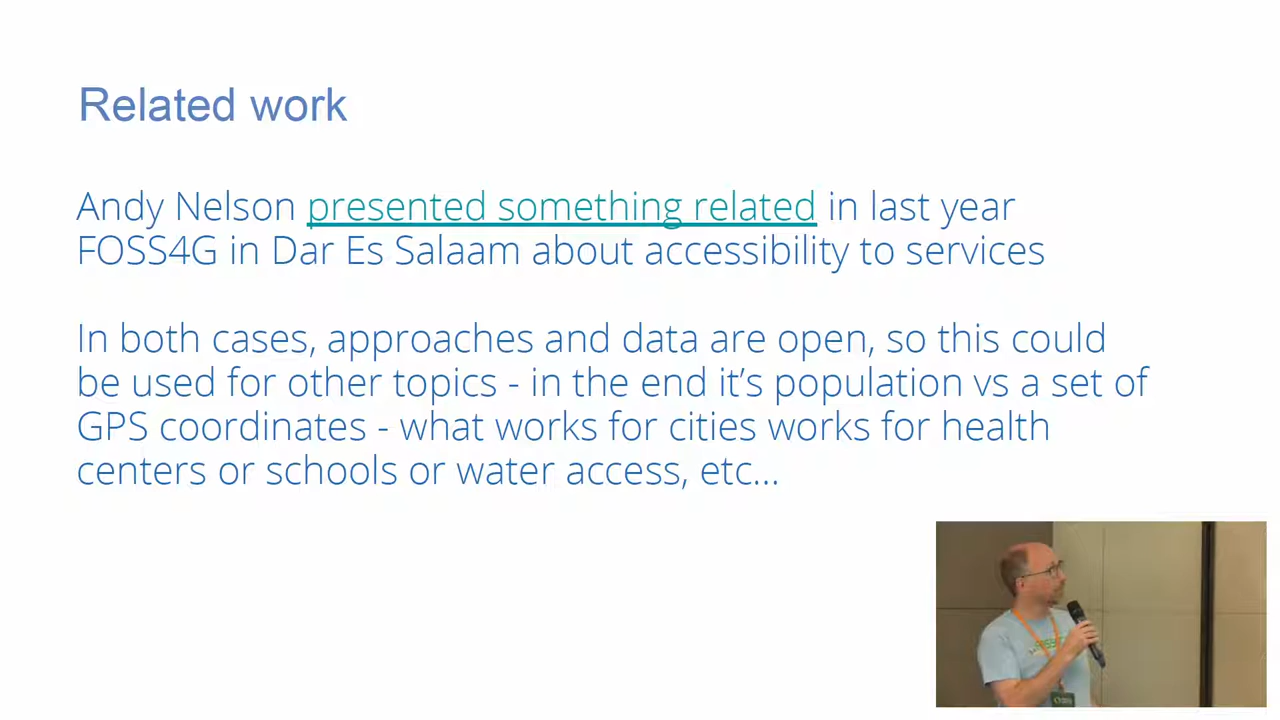 Related work
Andy Nelson presented something related in last year
FOSS4G in Dar Es Salaam about accessibility to services
In both cases, approaches and data are open, so this could
be used for other topics - in the end it's population vs a set of
GPS coordinates - what works for cities works for health
centers or schools or water access, etc...